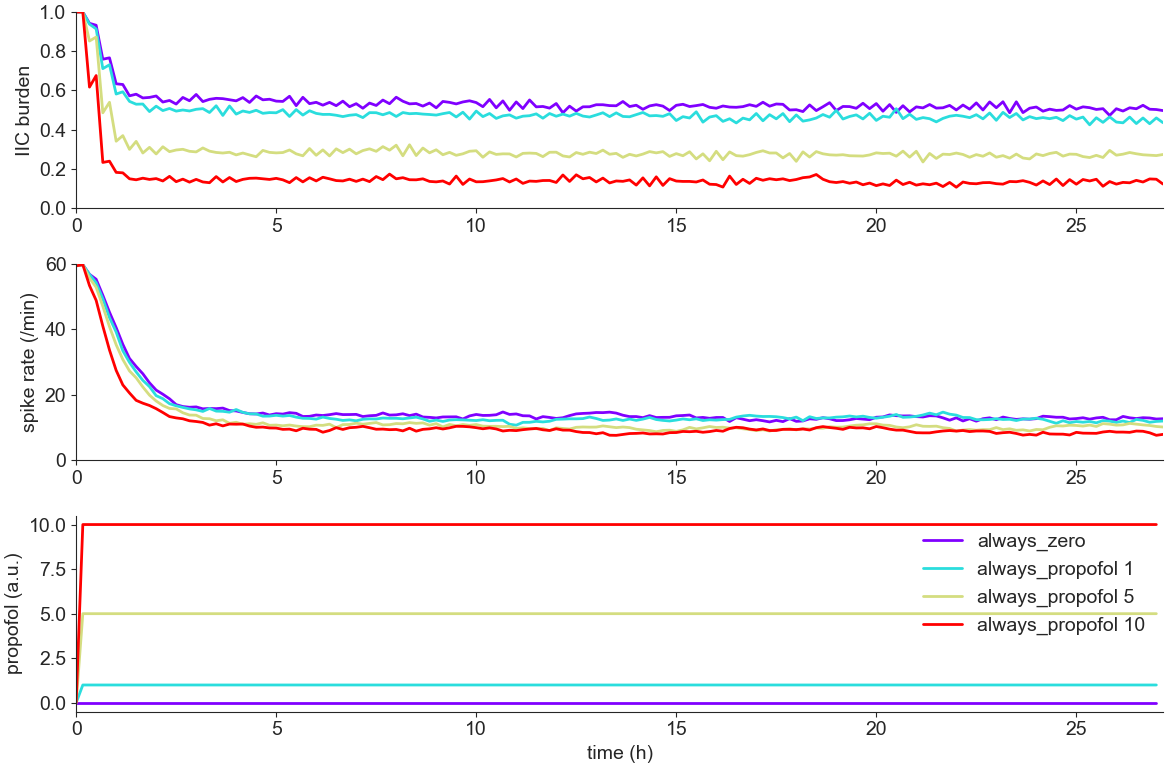 IIC burden
1.0
0.8
0.6
0.4
0.2
0.0
0 5 10 15 20 25
spike rate (/min)
60
40
20
0
0 5 10 15 20 25
propofol (a.u.)
10.0
7.5
5.0
2.5
0.0
always_zero
always_propofol 1
always_propofol 5
always_propofol 10
0 5 10 15 20 25
time (h)